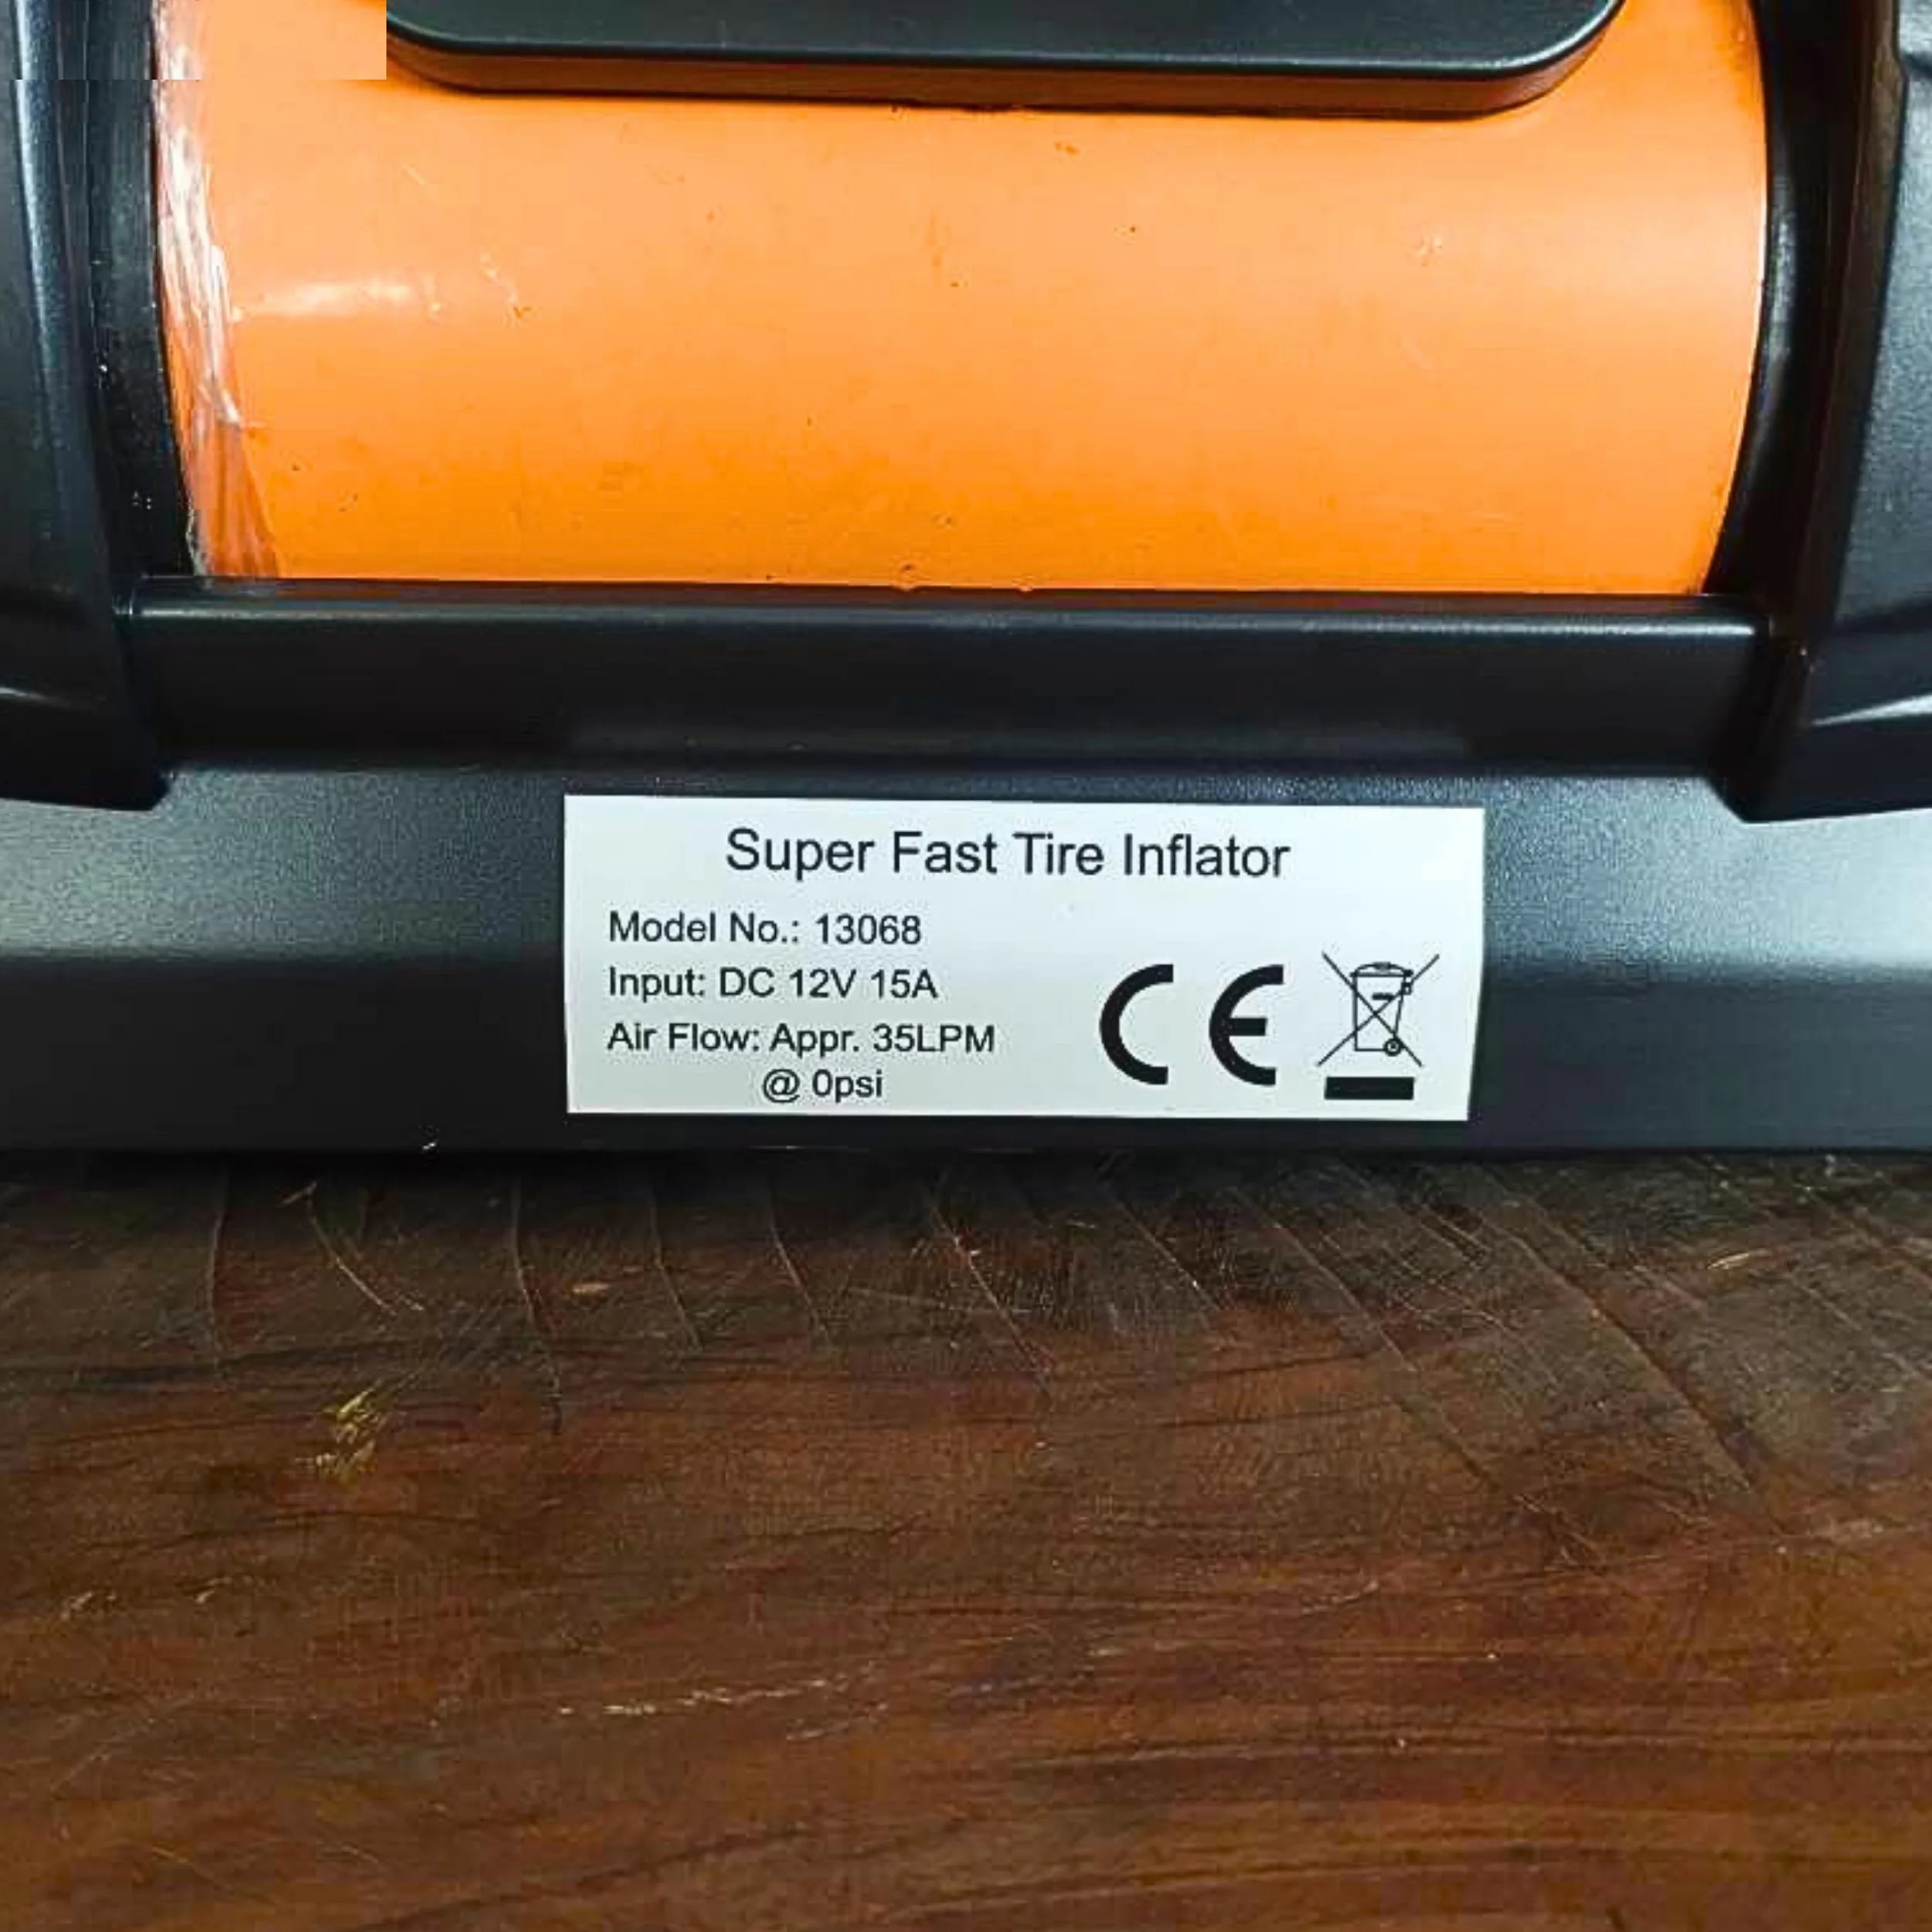 Super Fast Tire Inflator
Model No.: 13068
Input: DC 12V 15A
Air Flow: Appr. 35LPM
@ 0psi
CE